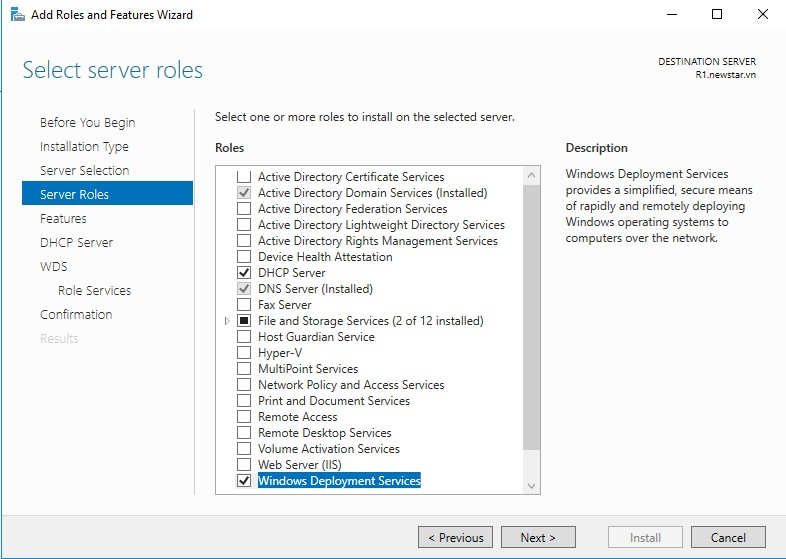 Add Roles and Features Wizard
Select server roles
DESTINATION SERVER
R1.newstar.vn
Before You Begin
Installation Type
Server Selection
Server Roles
Features
DHCP Server
WDS
Role Services
Confirmation
Results
Select one or more roles to install on the selected server.
Roles
Active Directory Certificate Services
Active Directory Domain Services (Installed)
Active Directory Federation Services
Active Directory Lightweight Directory Services
Active Directory Rights Management Services
Device Health Attestation
DHCP Server
DNS Server (Installed)
Fax Server
File and Storage Services (2 of 12 installed)
Host Guardian Service
Hyper-V
MultiPoint Services
Network Policy and Access Services
Print and Document Services
Remote Access
Remote Desktop Services
Volume Activation Services
Web Server (IIS)
Windows Deployment Services
Description
Windows Deployment Services
provides a simplified, secure means
of rapidly and remotely deploying
Windows operating systems to
computers over the network.
< Previous
Next >
Install
Cancel